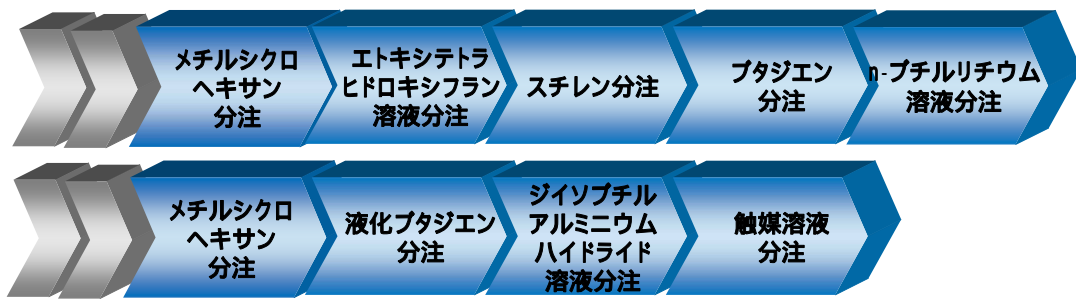 メチルシクロ
ヘキサン
分注
エトキシテトラ
ヒドロキシフラン
溶液分注
スチレン分注
ブタジエン
分注
n-ブチルリチウム
溶液分注
メチルシクロ
ヘキサン
分注
液化ブタジエン
分注
ジイソブチル
アルミニウム
ハイドライド
溶液分注
触媒溶液
分注